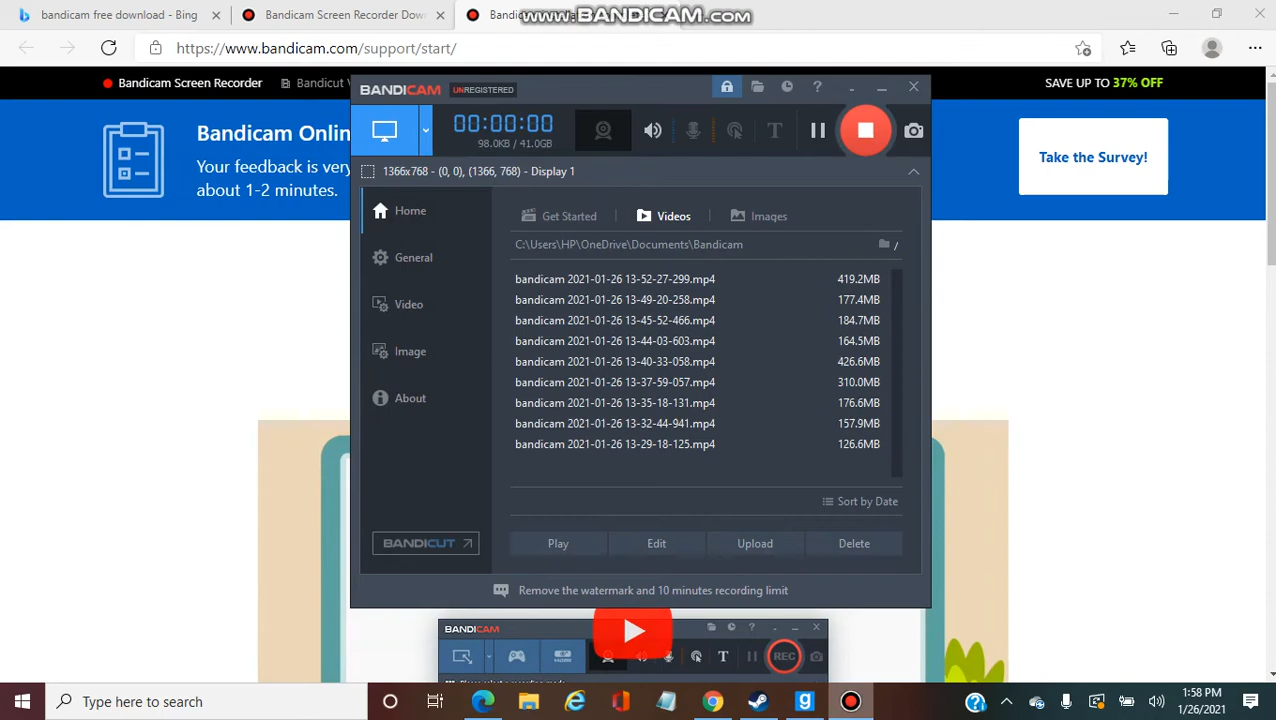 bandicam free download - Bing
Bandicam Screen Recorder Dow
Bandic
www.BANDICAM.com
https://www.bandicam.com/support/start/
Bandicam Screen Recorder
Bandicut V
SAVE UP TO 37% OFF
Bandicam Onlin
Your feedback is very
about 1-2 minutes.
Take the Survey!
BANDICAM UNREGISTERED
00:00:00
98.0KB / 41.0GB
1366x768 - (0, 0), (1366, 768) - Display 1
Home
General
Video
Image
About
BANDICUT
Get Started
Videos
Images
C:\Users\HP\OneDrive\Documents\Bandicam
/
bandicam 2021-01-26 13-52-27-299.mp4 419.2MB
bandicam 2021-01-26 13-49-20-258.mp4 177.4MB
bandicam 2021-01-26 13-45-52-466.mp4 184.7MB
bandicam 2021-01-26 13-44-03-603.mp4 164.5MB
bandicam 2021-01-26 13-40-33-058.mp4 426.6MB
bandicam 2021-01-26 13-37-59-057.mp4 310.0MB
bandicam 2021-01-26 13-35-18-131.mp4 176.6MB
bandicam 2021-01-26 13-32-44-941.mp4 157.9MB
bandicam 2021-01-26 13-29-18-125.mp4 126.6MB
Sort by Date
Play
Edit
Upload
Delete
Remove the watermark and 10 minutes recording limit
BANDICAM
REC
Type here to search
1:58 PM
1/26/2021